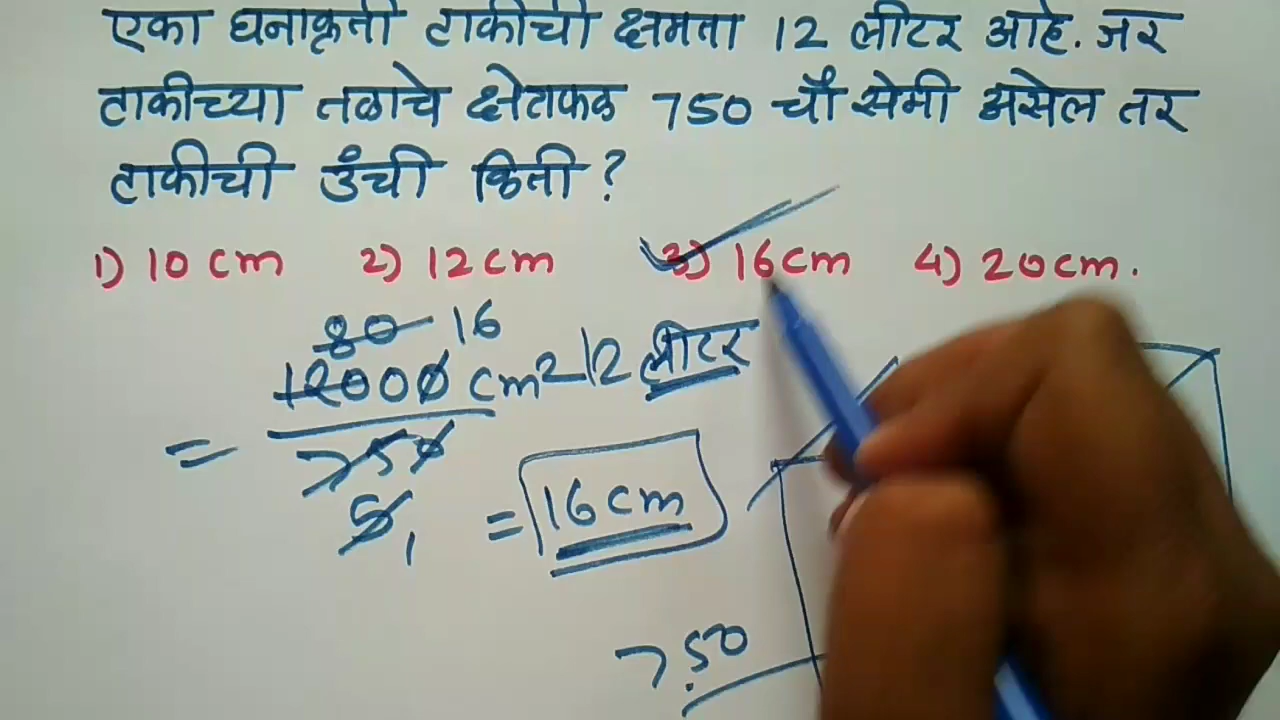 एका घनाकृती टाकीची क्षमता 12 लीटर आहे. जर
टाकीच्या तळाचे क्षेत्रफळ 750 चौ सेमी असेल तर
टाकीची उंची किती ?
1) 10 cm 2) 12 cm 3) 16 cm 4) 20 cm.
80 16
= 12000 cm2 12 लीटर
750
5 1 = 16 cm
750